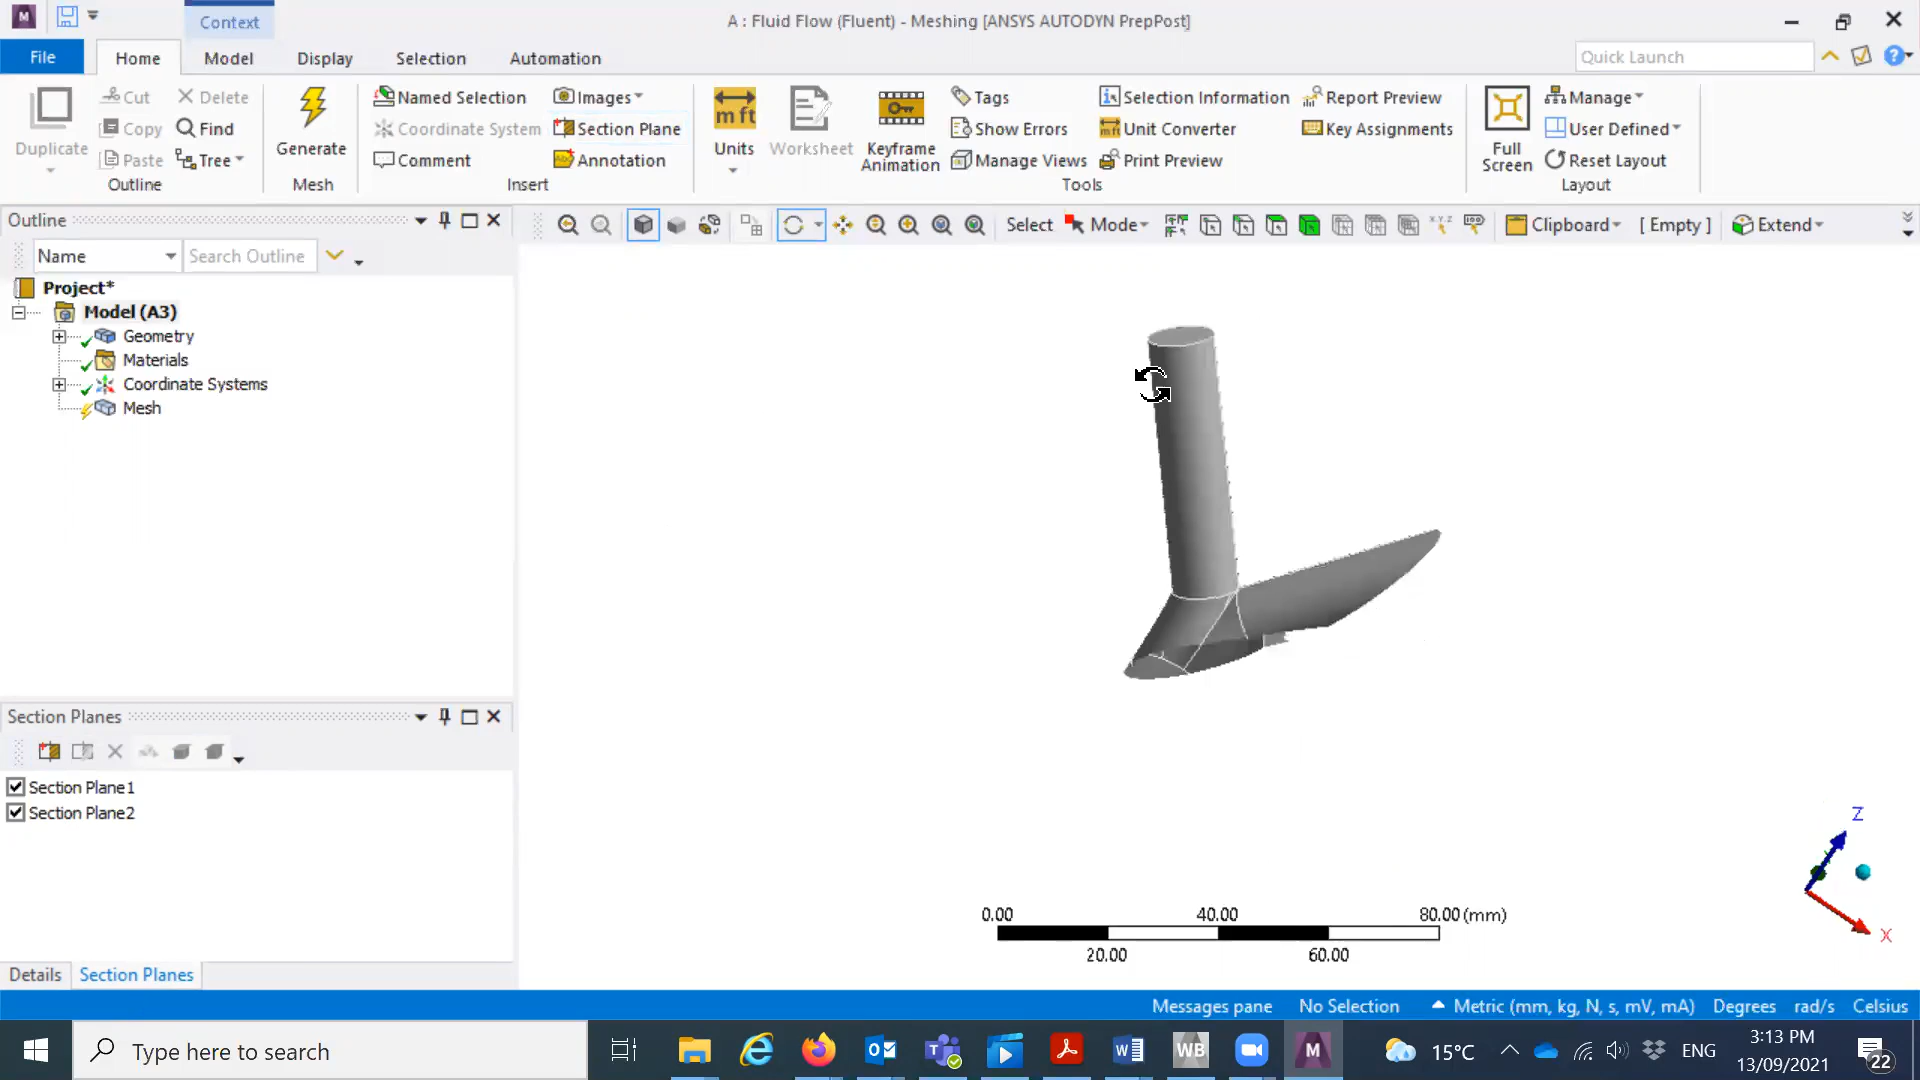 M
Context
A : Fluid Flow (Fluent) - Meshing [ANSYS AUTODYN PrepPost]
File
Home
Model
Display
Selection
Automation
Quick Launch
Duplicate
Cut
Copy
Paste
Delete
Find
Tree
Outline
Generate
Mesh
Named Selection
Coordinate System
Comment
Images
Section Plane
Annotation
Insert
m ft
Units
Worksheet
Keyframe
Animation
Tags
Show Errors
Manage Views
Selection Information
Unit Converter
Print Preview
Report Preview
Key Assignments
Tools
Full
Screen
Manage
User Defined
Reset Layout
Layout
Outline
Select
Mode
Clipboard
[ Empty ]
Extend
Name
Search Outline
Project*
Model (A3)
Geometry
Materials
Coordinate Systems
Mesh
Section Planes
Section Plane1
Section Plane2
Details
Section Planes
0.00
40.00
80.00 (mm)
20.00
60.00
Z
X
Messages pane
No Selection
Metric (mm, kg, N, s, mV, mA)
Degrees
rad/s
Celsius
Type here to search
WB
M
15°C
ENG
3:13 PM
13/09/2021
22